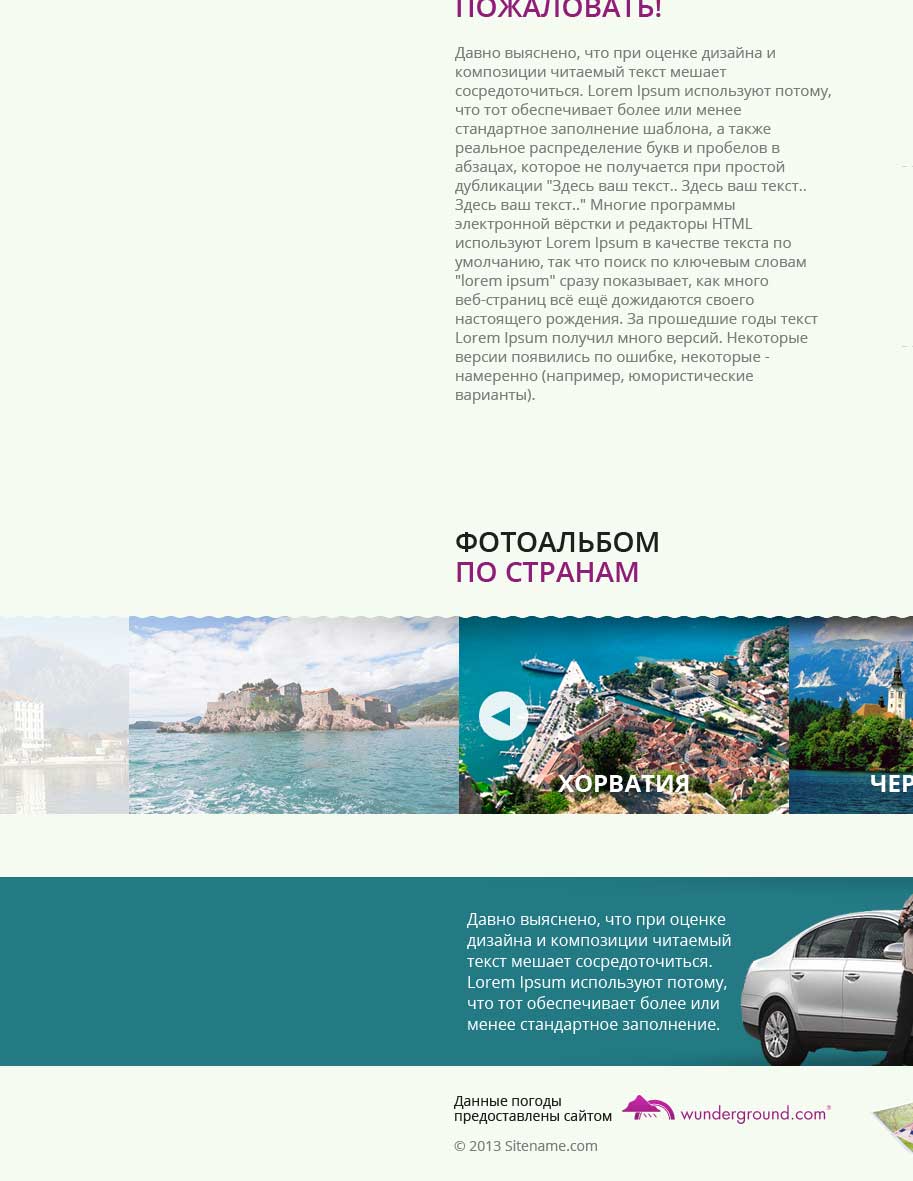 ПОЖАЛОВАТЬ!
Давно выяснено, что при оценке дизайна и
композиции читаемый текст мешает
сосредоточиться. Lorem Ipsum используют потому,
что тот обеспечивает более или менее
стандартное заполнение шаблона, а также
реальное распределение букв и пробелов в
абзацах, которое не получается при простой
дубликации "Здесь ваш текст.. Здесь ваш текст..
Здесь ваш текст.." Многие программы
электронной вёрстки и редакторы HTML
используют Lorem Ipsum в качестве текста по
умолчанию, так что поиск по ключевым словам
"lorem ipsum" сразу показывает, как много
веб-страниц всё ещё дожидаются своего
настоящего рождения. За прошедшие годы текст
Lorem Ipsum получил много версий. Некоторые
версии появились по ошибке, некоторые -
намеренно (например, юмористические
варианты).
ФОТОАЛЬБОМ
ПО СТРАНАМ
ХОРВАТИЯ
ЧЕР
Давно выяснено, что при оценке
дизайна и композиции читаемый
текст мешает сосредоточиться.
Lorem Ipsum используют потому,
что тот обеспечивает более или
менее стандартное заполнение.
Данные погоды
предоставлены сайтом
wunderground.com®
© 2013 Sitename.com